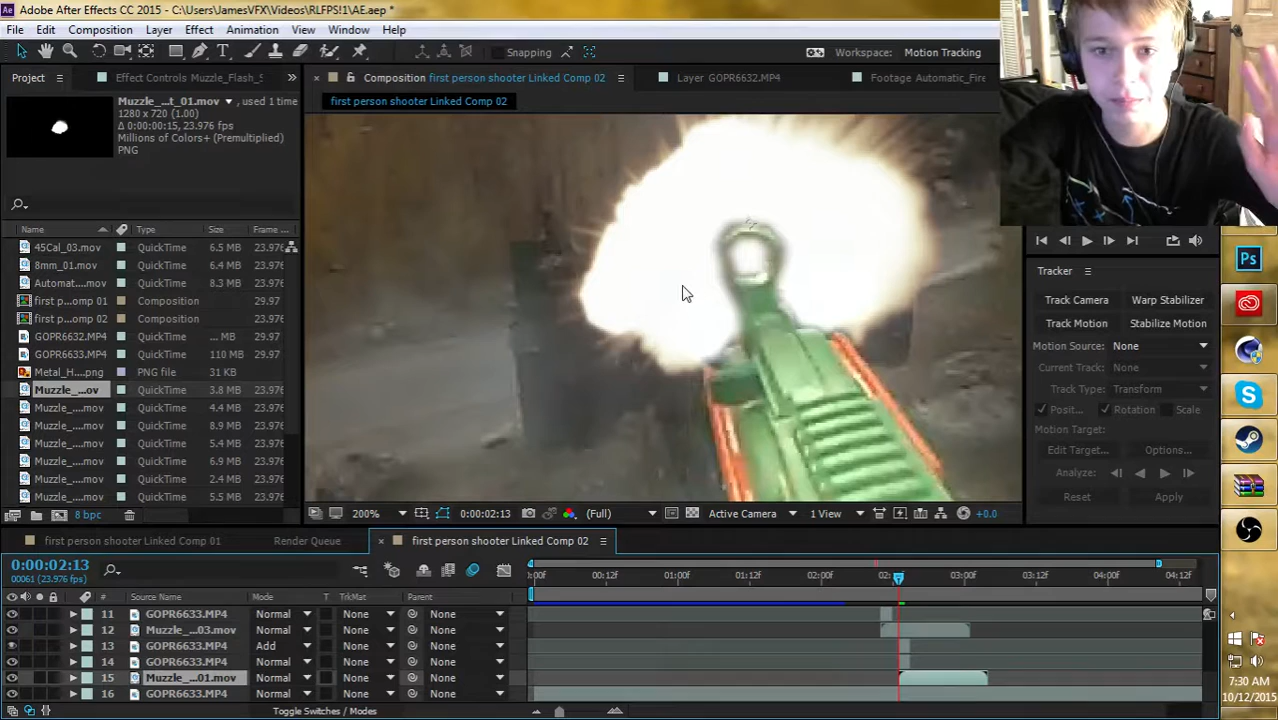 Adobe After Effects CC 2015 - C:\Users\JamesVFX\Videos\RLFPS!1\AE.aep *
File Edit Composition Layer Effect Animation View Window Help
Snapping
Workspace: Motion Tracking
Project
Effect Controls Muzzle_Flash_S
Composition first person shooter Linked Comp 02
Layer GOPR6632.MP4
Footage Automatic_Fire
first person shooter Linked Comp 02
Muzzle_...t_01.mov ▼, used 1 time
1280 x 720 (1.00)
Δ 0:00:00:15, 23.976 fps
Millions of Colors+ (Premultiplied)
PNG
Name Type Size Frame ...
45Cal_03.mov QuickTime 6.5 MB 23.976
8mm_01.mov QuickTime 6.4 MB 23.976
Automat....mov QuickTime 8.3 MB 23.976
first p...omp 01 Composition 29.97
first p...omp 02 Composition 29.97
GOPR6632.MP4 QuickTime ... MB 29.97
GOPR6633.MP4 QuickTime 110 MB 29.97
Metal_H....png PNG file 31 KB
Muzzle_...ov QuickTime 3.8 MB 23.976
Muzzle_....mov QuickTime 4.4 MB 23.976
Muzzle_....mov QuickTime 8.9 MB 23.976
Muzzle_....mov QuickTime 5.4 MB 23.976
Muzzle_....mov QuickTime 6.9 MB 23.976
Muzzle_....mov QuickTime 2.4 MB 23.976
Muzzle_....mov QuickTime 5.5 MB 23.976
8 bpc
200% 0:00:02:13 (Full) Active Camera 1 View +0.0
Tracker
Track Camera Warp Stabilizer
Track Motion Stabilize Motion
Motion Source: None
Current Track: None
Track Type: Transform
Posit... Rotation Scale
Motion Target:
Edit Target... Options...
Analyze:
Reset Apply
first person shooter Linked Comp 01 Render Queue × first person shooter Linked Comp 02
0:00:02:13
00061 (23.976 fps)
:00f 00:12f 01:00f 01:12f 02:00f 02: 03:00f 03:12f 04:00f 04:12f
# Source Name Mode T TrkMat Parent
11 GOPR6633.MP4 Normal None None
12 Muzzle_...03.mov Normal None None
13 GOPR6633.MP4 Add None None
14 GOPR6633.MP4 Normal None None
15 Muzzle_...01.mov Normal None None
16 GOPR6633.MP4 Normal None None
Toggle Switches / Modes
Ps
7:30 AM
10/12/2015